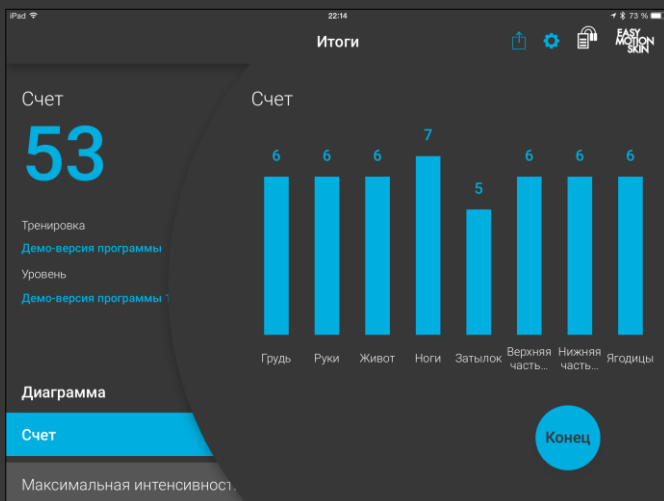 iPad
22:14
73 %
Итоги
EASY
MOTION
SKIN
Счет
53
Тренировка
Демо-версия программы
Уровень
Демо-версия программы 1
Диаграмма
Счет
Максимальная интенсивност
Счет
6 6 6 7 5 6 6 6
Грудь Руки Живот Ноги Затылок Верхняя часть... Нижняя часть... Ягодицы
Конец